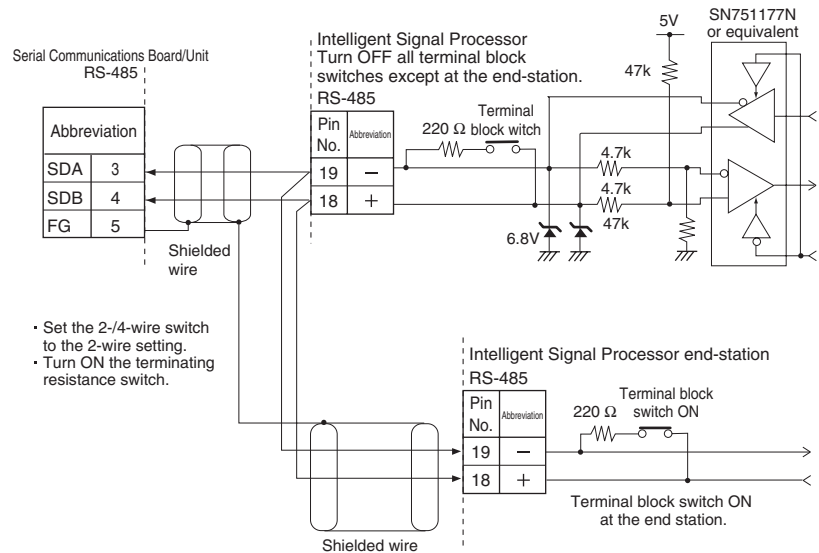 Serial Communications Board/Unit
RS-485
Abbreviation
SDA 3
SDB 4
FG 5
Shielded
wire
Intelligent Signal Processor
Turn OFF all terminal block
switches except at the end-station.
RS-485
Pin
No.
Abbreviation
19 –
18 +
Terminal
220 Ω block witch
5V
47k
SN751177N
or equivalent
4.7k
4.7k
47k
6.8V
· Set the 2-/4-wire switch
to the 2-wire setting.
· Turn ON the terminating
resistance switch.
Intelligent Signal Processor end-station
RS-485
Pin
No.
Abbreviation
19 –
18 +
Terminal block
220 Ω switch ON
Terminal block switch ON
at the end station.
Shielded wire